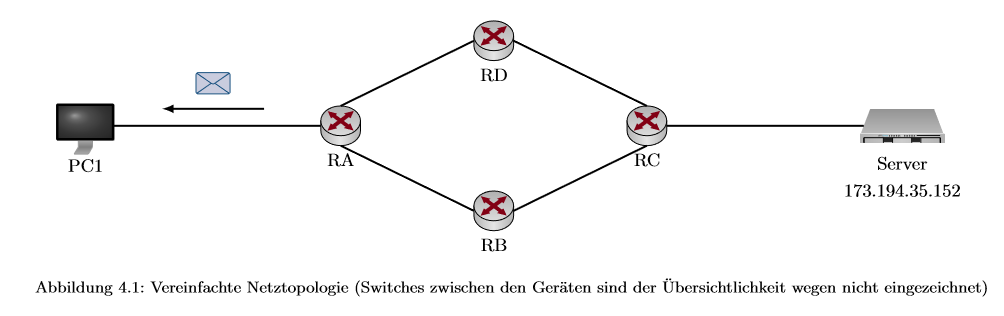 RD
PC1
RA
RC
Server
173.194.35.152
RB
Abbildung 4.1: Vereinfachte Netztopologie (Switches zwischen den Geräten sind der Übersichtlichkeit wegen nicht eingezeichnet)